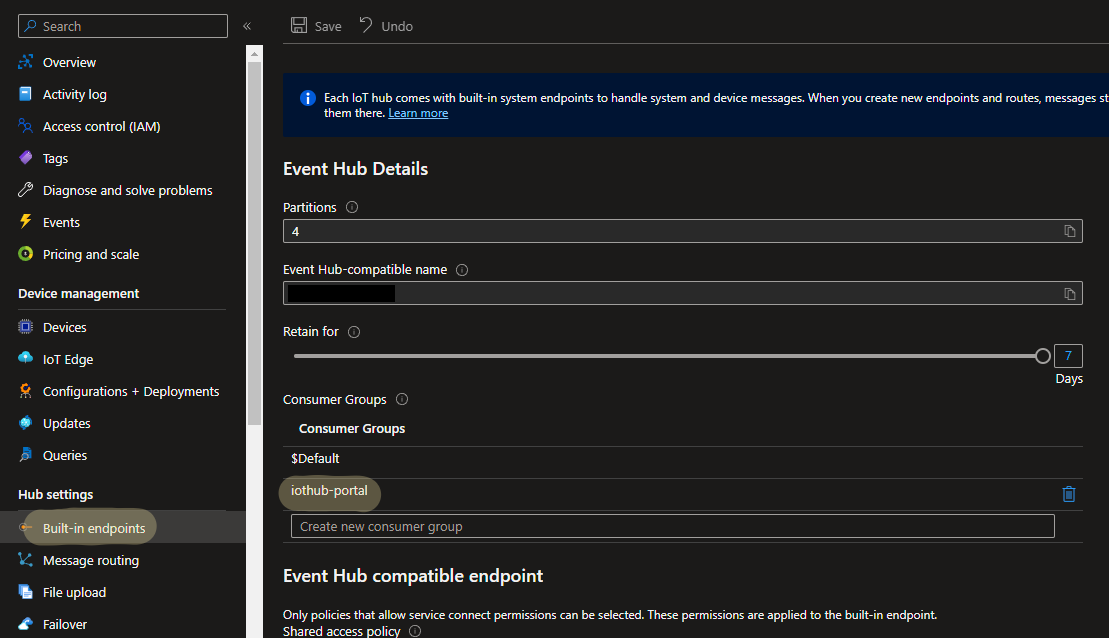 Search
«
Overview
Activity log
Access control (IAM)
Tags
Diagnose and solve problems
Events
Pricing and scale
Device management
Devices
IoT Edge
Configurations + Deployments
Updates
Queries
Hub settings
Built-in endpoints
Message routing
File upload
Failover
Save Undo
Each IoT hub comes with built-in system endpoints to handle system and device messages. When you create new endpoints and routes, messages st
them there. Learn more
Event Hub Details
Partitions
4
Event Hub-compatible name
Retain for
7
Days
Consumer Groups
Consumer Groups
$Default
iothub-portal
Create new consumer group
Event Hub compatible endpoint
Only policies that allow service connect permissions can be selected. These permissions are applied to the built-in endpoint.
Shared access policy